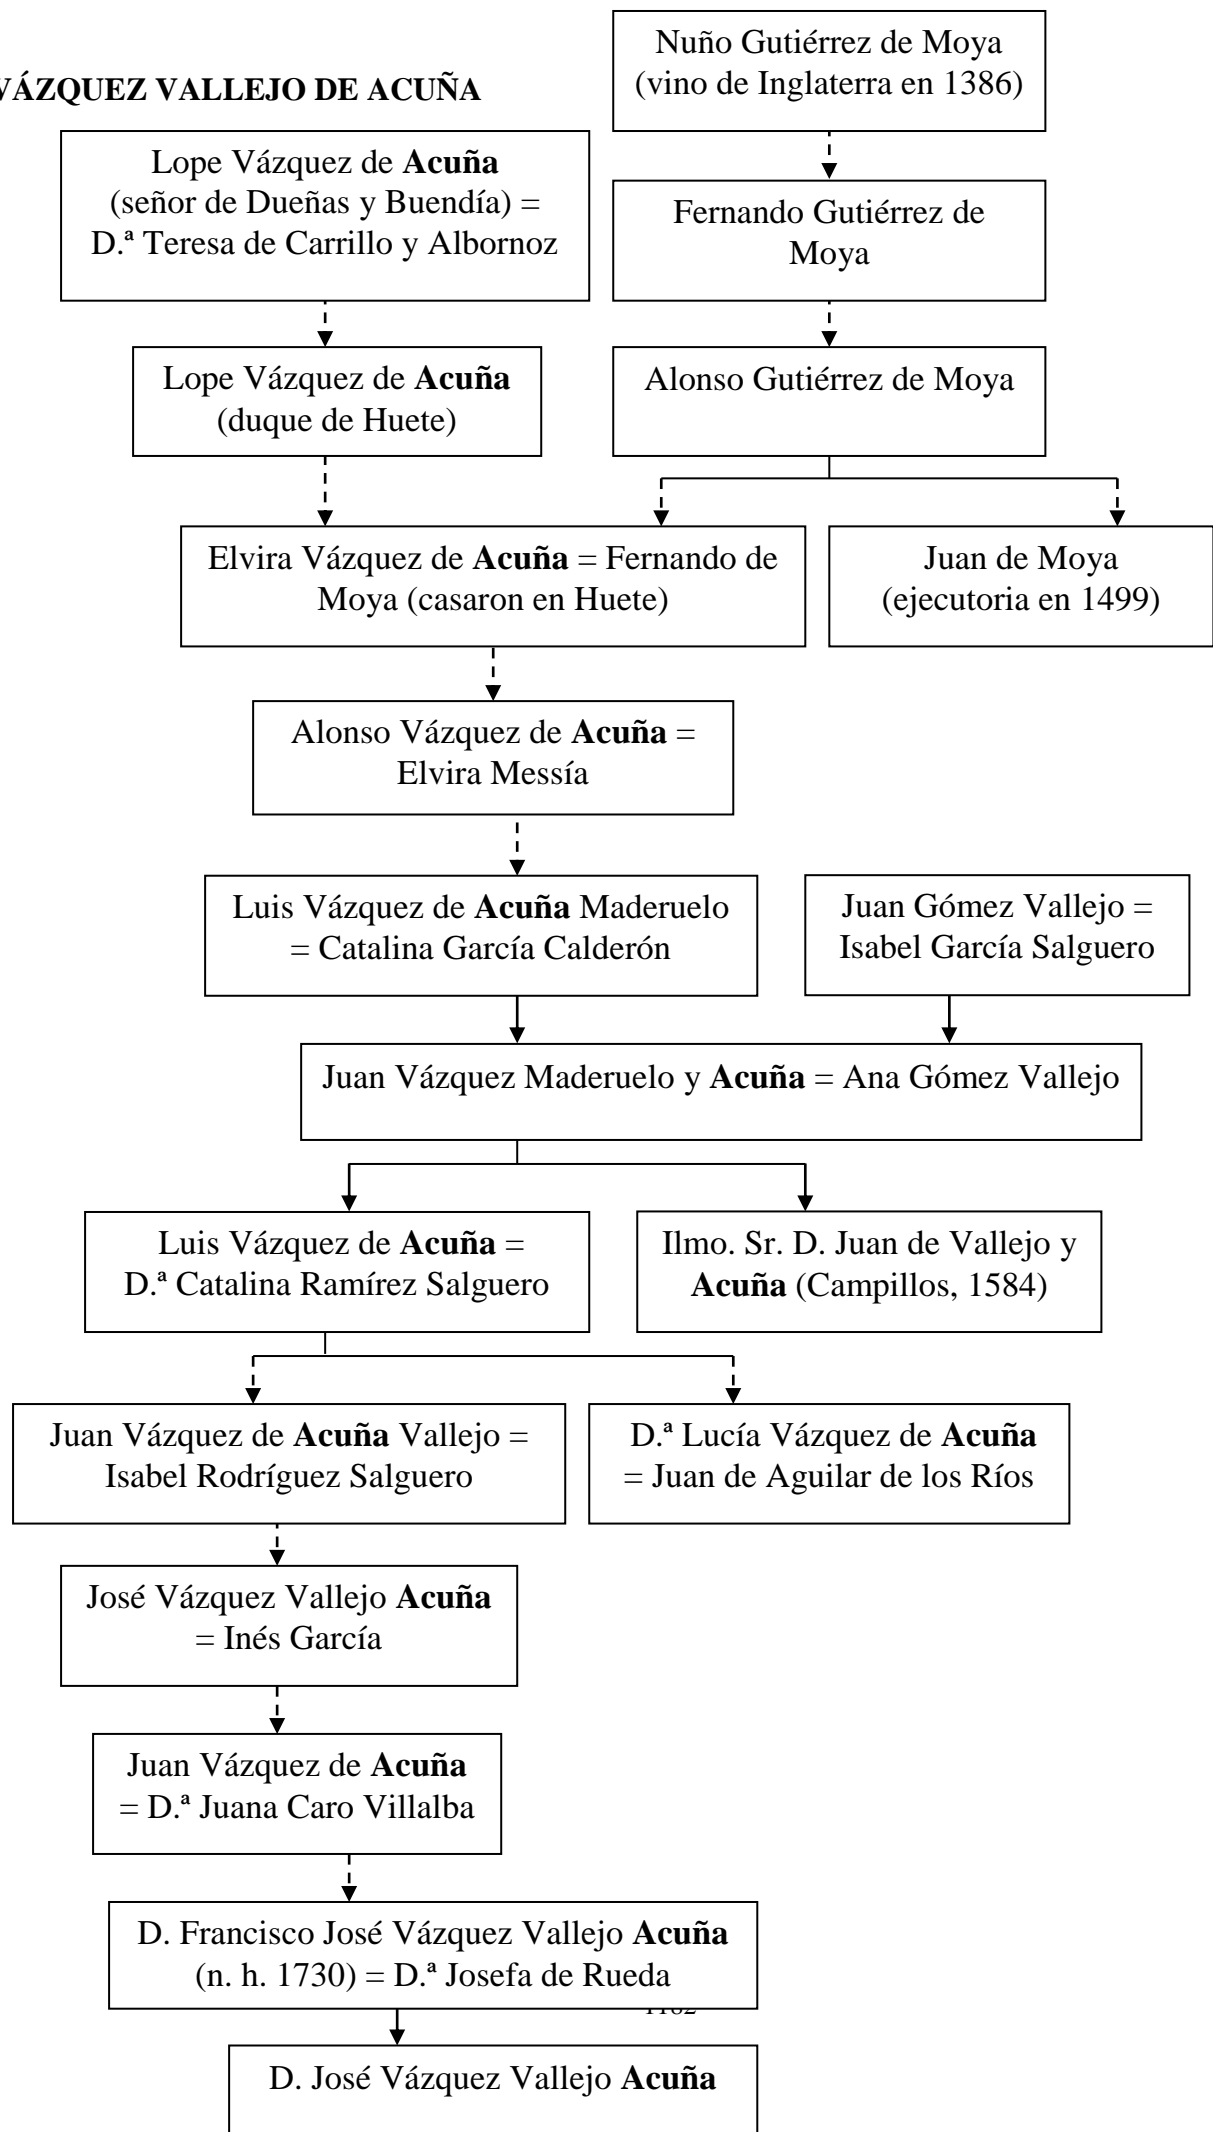 Nuño Gutiérrez de Moya
(vino de Inglaterra en 1386)
VÁZQUEZ VALLEJO DE ACUÑA
Lope Vázquez de Acuña
(señor de Dueñas y Buendía) =
D.ª Teresa de Carrillo y Albornoz
Fernando Gutiérrez de
Moya
Lope Vázquez de Acuña
(duque de Huete)
Alonso Gutiérrez de Moya
Elvira Vázquez de Acuña = Fernando de
Moya (casaron en Huete)
Juan de Moya
(ejecutoria en 1499)
Alonso Vázquez de Acuña =
Elvira Messía
Luis Vázquez de Acuña Maderuelo
= Catalina García Calderón
Juan Gómez Vallejo =
Isabel García Salguero
Juan Vázquez Maderuelo y Acuña = Ana Gómez Vallejo
Luis Vázquez de Acuña =
D.ª Catalina Ramírez Salguero
Ilmo. Sr. D. Juan de Vallejo y
Acuña (Campillos, 1584)
Juan Vázquez de Acuña Vallejo =
Isabel Rodríguez Salguero
D.ª Lucía Vázquez de Acuña
= Juan de Aguilar de los Ríos
José Vázquez Vallejo Acuña
= Inés García
Juan Vázquez de Acuña
= D.ª Juana Caro Villalba
D. Francisco José Vázquez Vallejo Acuña
(n. h. 1730) = D.ª Josefa de Rueda
D. José Vázquez Vallejo Acuña